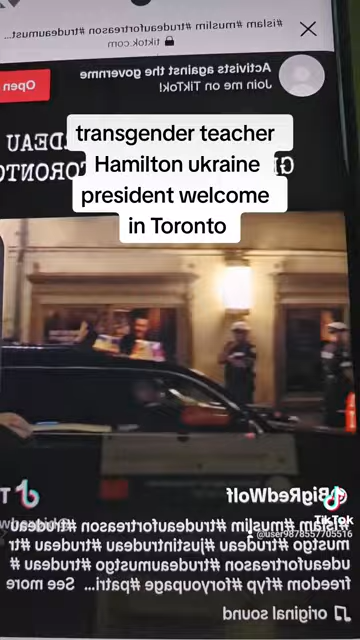 #islam #muslim #trudeaufortreason #trudeaumust...
tiktok.com
Activists against the governme
Join me on TikTok!
Open
transgender teacher
Hamilton ukraine
president welcome
in Toronto
DEAU
TORONTO
@BigRedWolf
TikTok
@user9878557705516
#islam #muslim #trudeaufortreason #trudeau
mustgo #trudeau #justintrudeau #trudeau #tr
udeaufortreason #trudeaumustgo #trudeau #
freedom #fyp #foryoupage #patri... See more
original sound